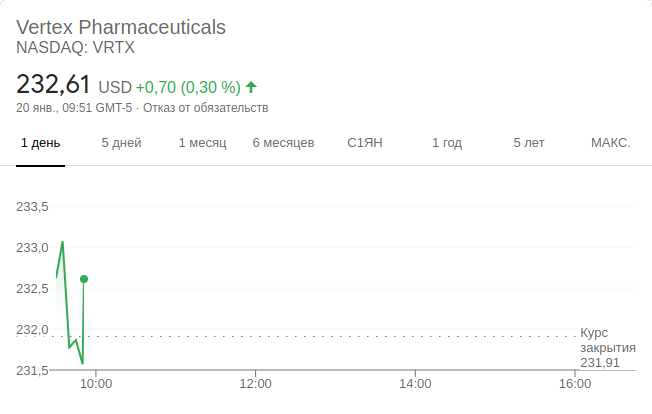 Vertex Pharmaceuticals
NASDAQ: VRTX
232,61 USD +0,70 (0,30 %)
20 янв., 09:51 GMT-5 · Отказ от обязательств
1 день 5 дней 1 месяц 6 месяцев С1ЯН 1 год 5 лет МАКС.
233,5
233,0
232,5
232,0
Курс
закрытия
231,91
231,5
10:00 12:00 14:00 16:00